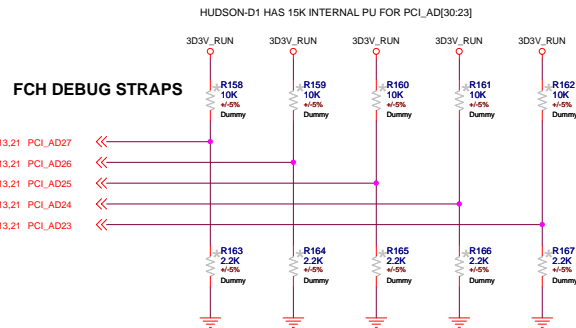 HUDSON-D1 HAS 15K INTERNAL PU FOR PCI_AD[30:23]
3D3V_RUN 3D3V_RUN 3D3V_RUN 3D3V_RUN 3D3V_RUN
FCH DEBUG STRAPS
R158 R159 R160 R161 R162
10K 10K 10K 10K 10K
+/-5% +/-5% +/-5% +/-5% +/-5%
Dummy Dummy Dummy Dummy Dummy
13,21 PCI_AD27
13,21 PCI_AD26
13,21 PCI_AD25
13,21 PCI_AD24
13,21 PCI_AD23
R163 R164 R165 R166 R167
2.2K 2.2K 2.2K 2.2K 2.2K
+/-5% +/-5% +/-5% +/-5% +/-5%
Dummy Dummy Dummy Dummy Dummy